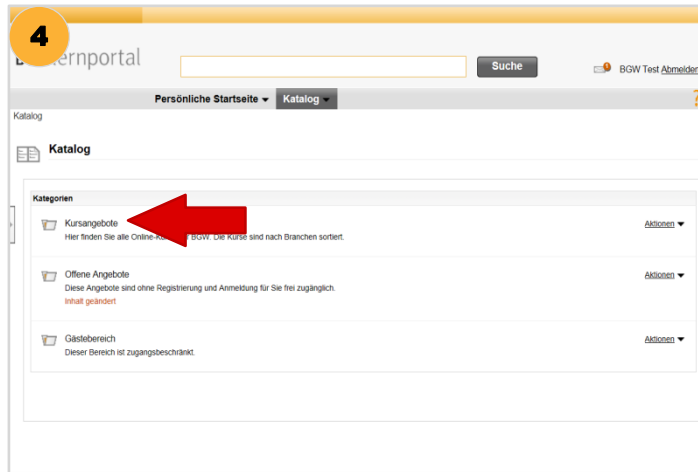 4
ernportal
Suche
BGW Test Abmelden
Persönliche Startseite Katalog
Katalog
Katalog
Kategorien
Kursangebote
Aktionen
Hier finden Sie alle BGW. Die Kurse sind nach Branchen sortiert.
Offene Angebote
Aktionen
Diese Angebote sind ohne Registrierung und Anmeldung für Sie frei zugänglich.
Inhalt geändert
Gästebereich
Aktionen
Dieser Bereich ist zugangsbeschränkt.